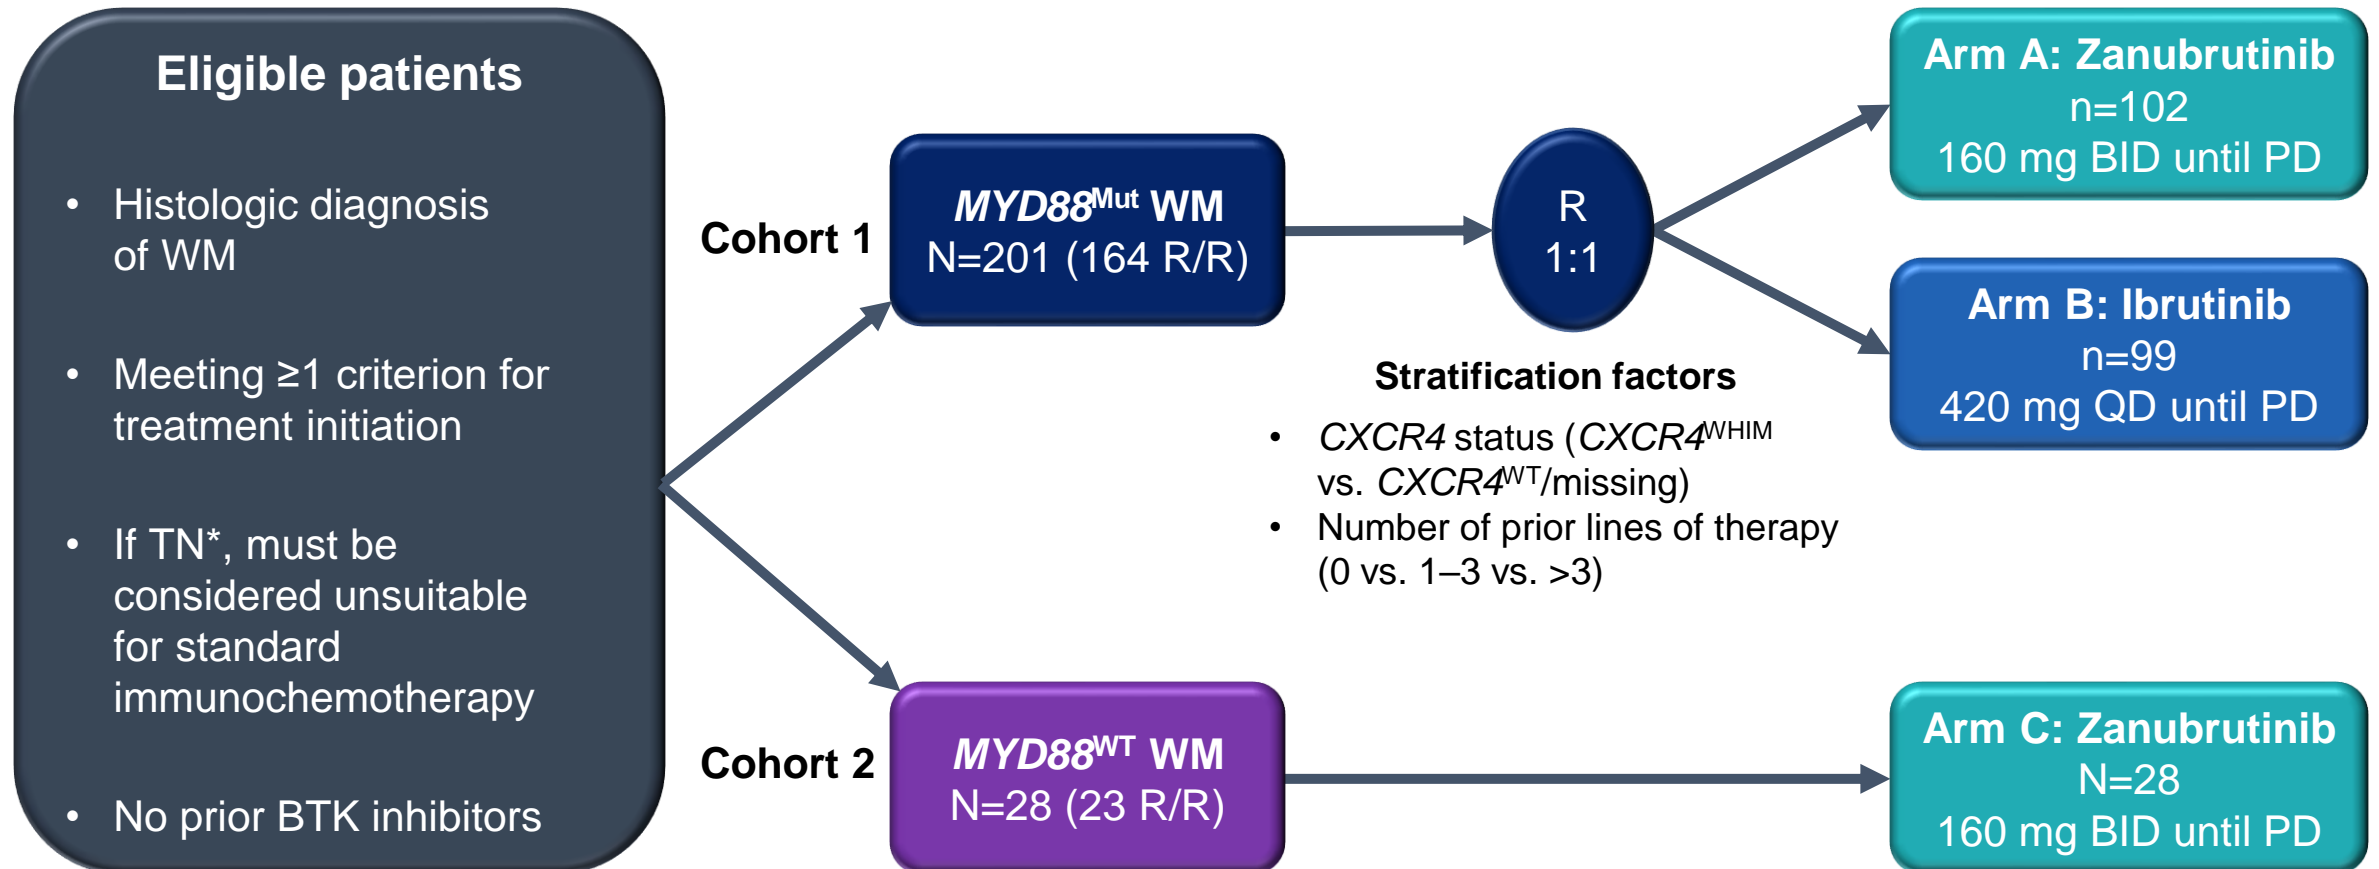 Eligible patients
• Histologic diagnosis
of WM
• Meeting ≥1 criterion for
treatment initiation
• If TN*, must be
considered unsuitable
for standard
immunochemotherapy
• No prior BTK inhibitors
Cohort 1
MYD88Mut WM
N=201 (164 R/R)
R
1:1
Stratification factors
• CXCR4 status (CXCR4WHIM
vs. CXCR4WT/missing)
• Number of prior lines of therapy
(0 vs. 1–3 vs. >3)
Arm A: Zanubrutinib
n=102
160 mg BID until PD
Arm B: Ibrutinib
n=99
420 mg QD until PD
Cohort 2
MYD88WT WM
N=28 (23 R/R)
Arm C: Zanubrutinib
N=28
160 mg BID until PD